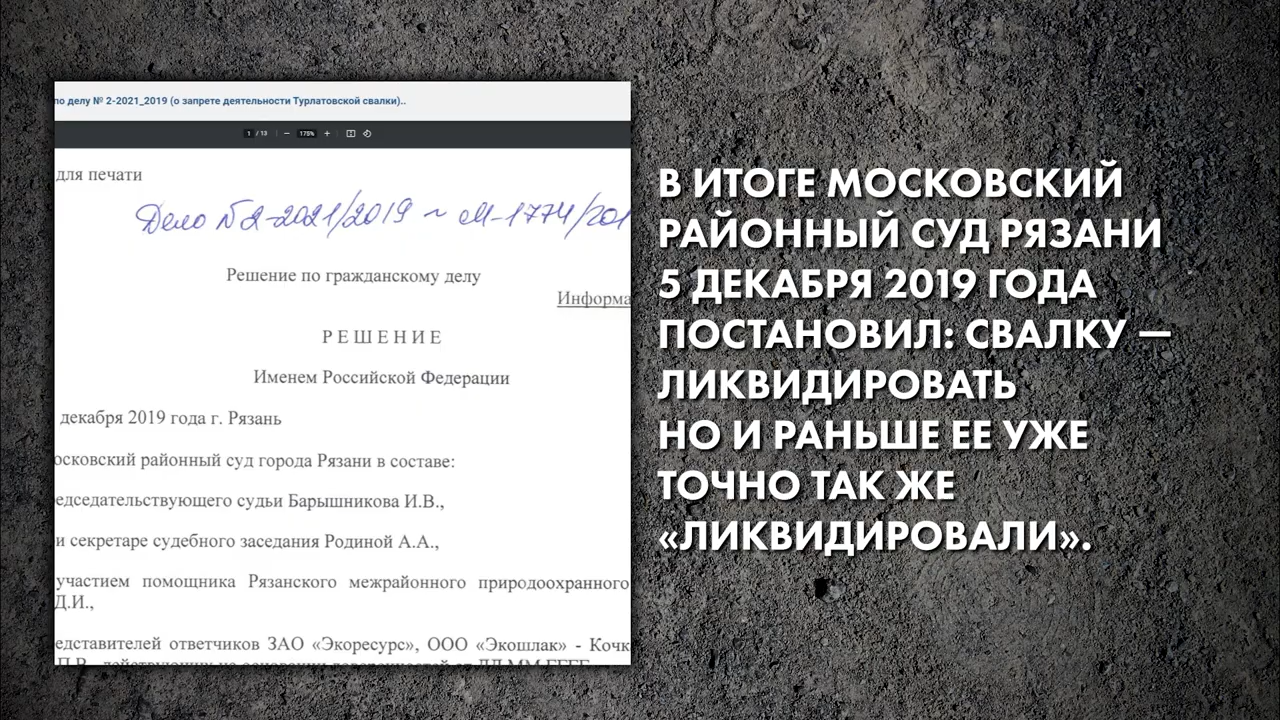 по делу № 2-2021_2019 (о запрете деятельности Турлатовской свалки)..
1 / 13 − 175% +
для печати
Дело №2-2021/2019 ~ М-1774/201
Решение по гражданскому делу
Информа
Р Е Ш Е Н И Е
Именем Российской Федерации
декабря 2019 года г. Рязань
осковский районный суд города Рязани в составе:
едседательствующего судьи Барышникова И.В.,
и секретаре судебного заседания Родиной А.А.,
участием помощника Рязанского межрайонного природоохранного
Д.И.,
едставителей ответчиков ЗАО «Экоресурс», ООО «Экошлак» - Кочк
В ИТОГЕ МОСКОВСКИЙ
РАЙОННЫЙ СУД РЯЗАНИ
5 ДЕКАБРЯ 2019 ГОДА
ПОСТАНОВИЛ: СВАЛКУ —
ЛИКВИДИРОВАТЬ
НО И РАНЬШЕ ЕЕ УЖЕ
ТОЧНО ТАК ЖЕ
«ЛИКВИДИРОВАЛИ».